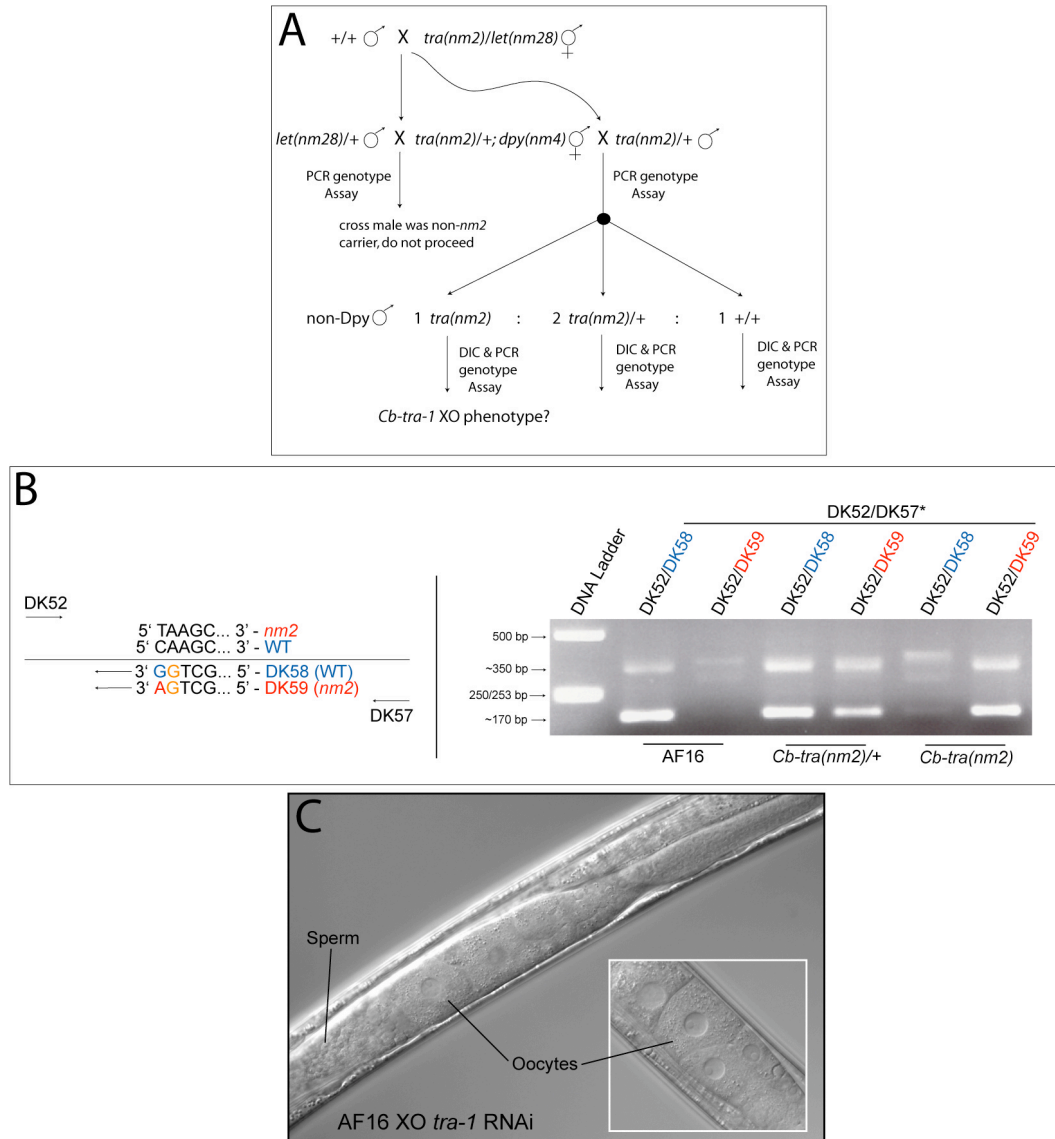 A
+/+ ♂ X tra(nm2)/let(nm28) ⚥
let(nm28)/+ ♂ X tra(nm2)/+; dpy(nm4) ⚥ X tra(nm2)/+ ♂
PCR genotype
Assay
PCR genotype
Assay
cross male was non-nm2
carrier, do not proceed
non-Dpy ♂ 1 tra(nm2) : 2 tra(nm2)/+ : 1 +/+
DIC & PCR
genotype
Assay
DIC & PCR
genotype
Assay
DIC & PCR
genotype
Assay
Cb-tra-1 XO phenotype?
B
DK52
5' TAAGC... 3' - nm2
5' CAAGC... 3' - WT
3' GGTCG... 5' - DK58 (WT)
3' AGTCG... 5' - DK59 (nm2)
DK57
DK52/DK57*
DNA Ladder
DK52/DK58
DK52/DK59
DK52/DK58
DK52/DK59
DK52/DK58
DK52/DK59
500 bp
~350 bp
250/253 bp
~170 bp
AF16
Cb-tra(nm2)/+
Cb-tra(nm2)
C
Sperm
Oocytes
AF16 XO tra-1 RNAi